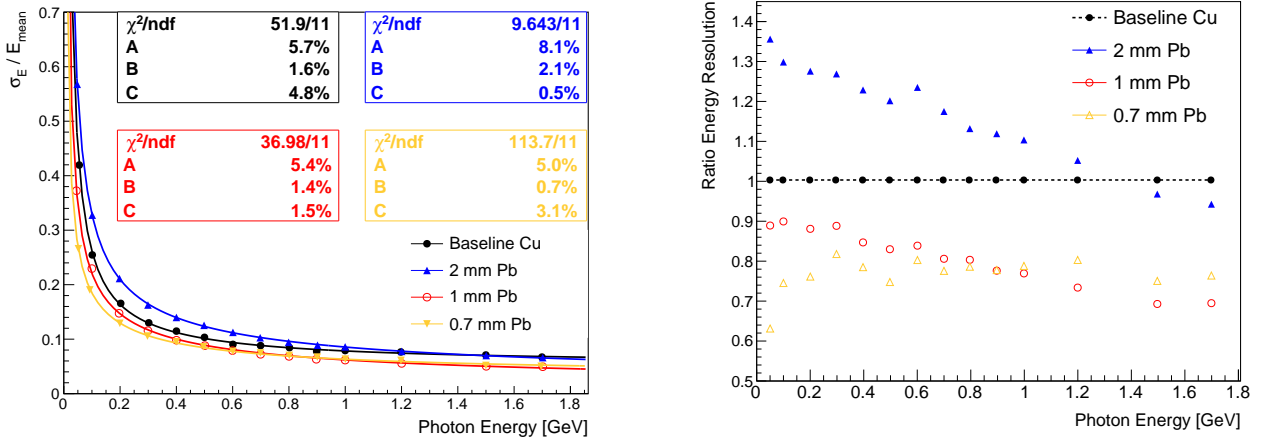 σE / Emean
0.7
0.6
0.5
0.4
0.3
0.2
0.1
0
χ²/ndf 51.9/11
A 5.7%
B 1.6%
C 4.8%
χ²/ndf 9.643/11
A 8.1%
B 2.1%
C 0.5%
χ²/ndf 36.98/11
A 5.4%
B 1.4%
C 1.5%
χ²/ndf 113.7/11
A 5.0%
B 0.7%
C 3.1%
Baseline Cu
2 mm Pb
1 mm Pb
0.7 mm Pb
0 0.2 0.4 0.6 0.8 1 1.2 1.4 1.6 1.8
Photon Energy [GeV]
Ratio Energy Resolution
1.4
1.3
1.2
1.1
1
0.9
0.8
0.7
0.6
0.5
Baseline Cu
2 mm Pb
1 mm Pb
0.7 mm Pb
0 0.2 0.4 0.6 0.8 1 1.2 1.4 1.6 1.8
Photon Energy [GeV]